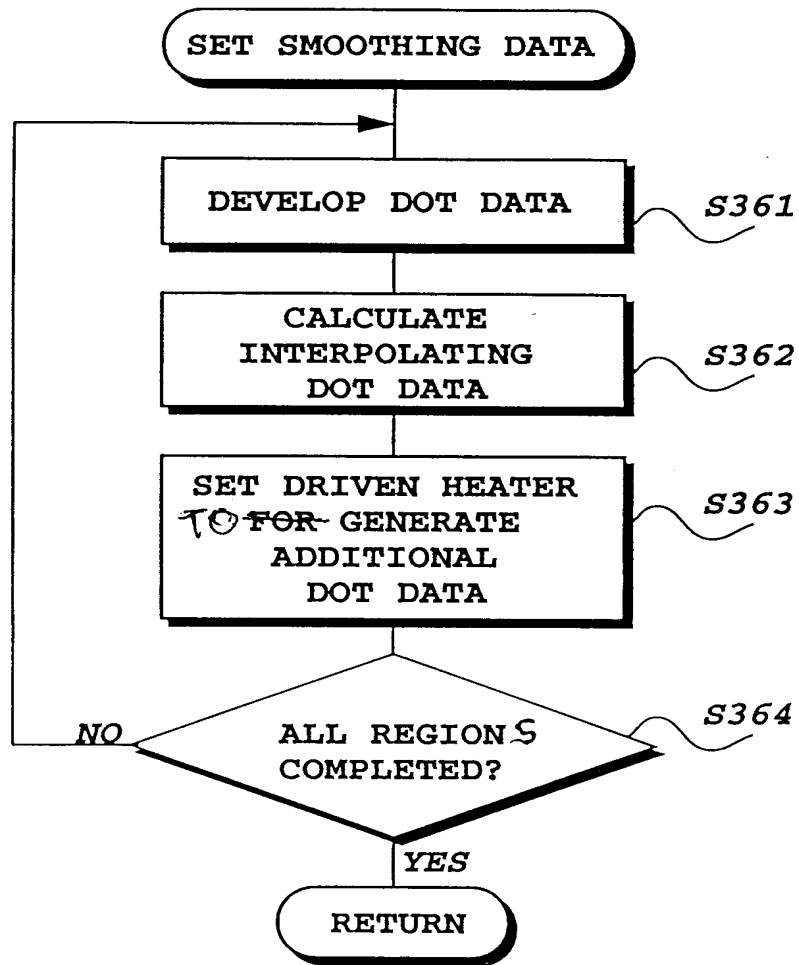 SET SMOOTHING DATA
DEVELOP DOT DATA
S361
CALCULATE
INTERPOLATING
DOT DATA
S362
SET DRIVEN HEATER
TO FOR GENERATE
ADDITIONAL
DOT DATA
S363
ALL REGIONS
COMPLETED?
S364
NO
YES
RETURN